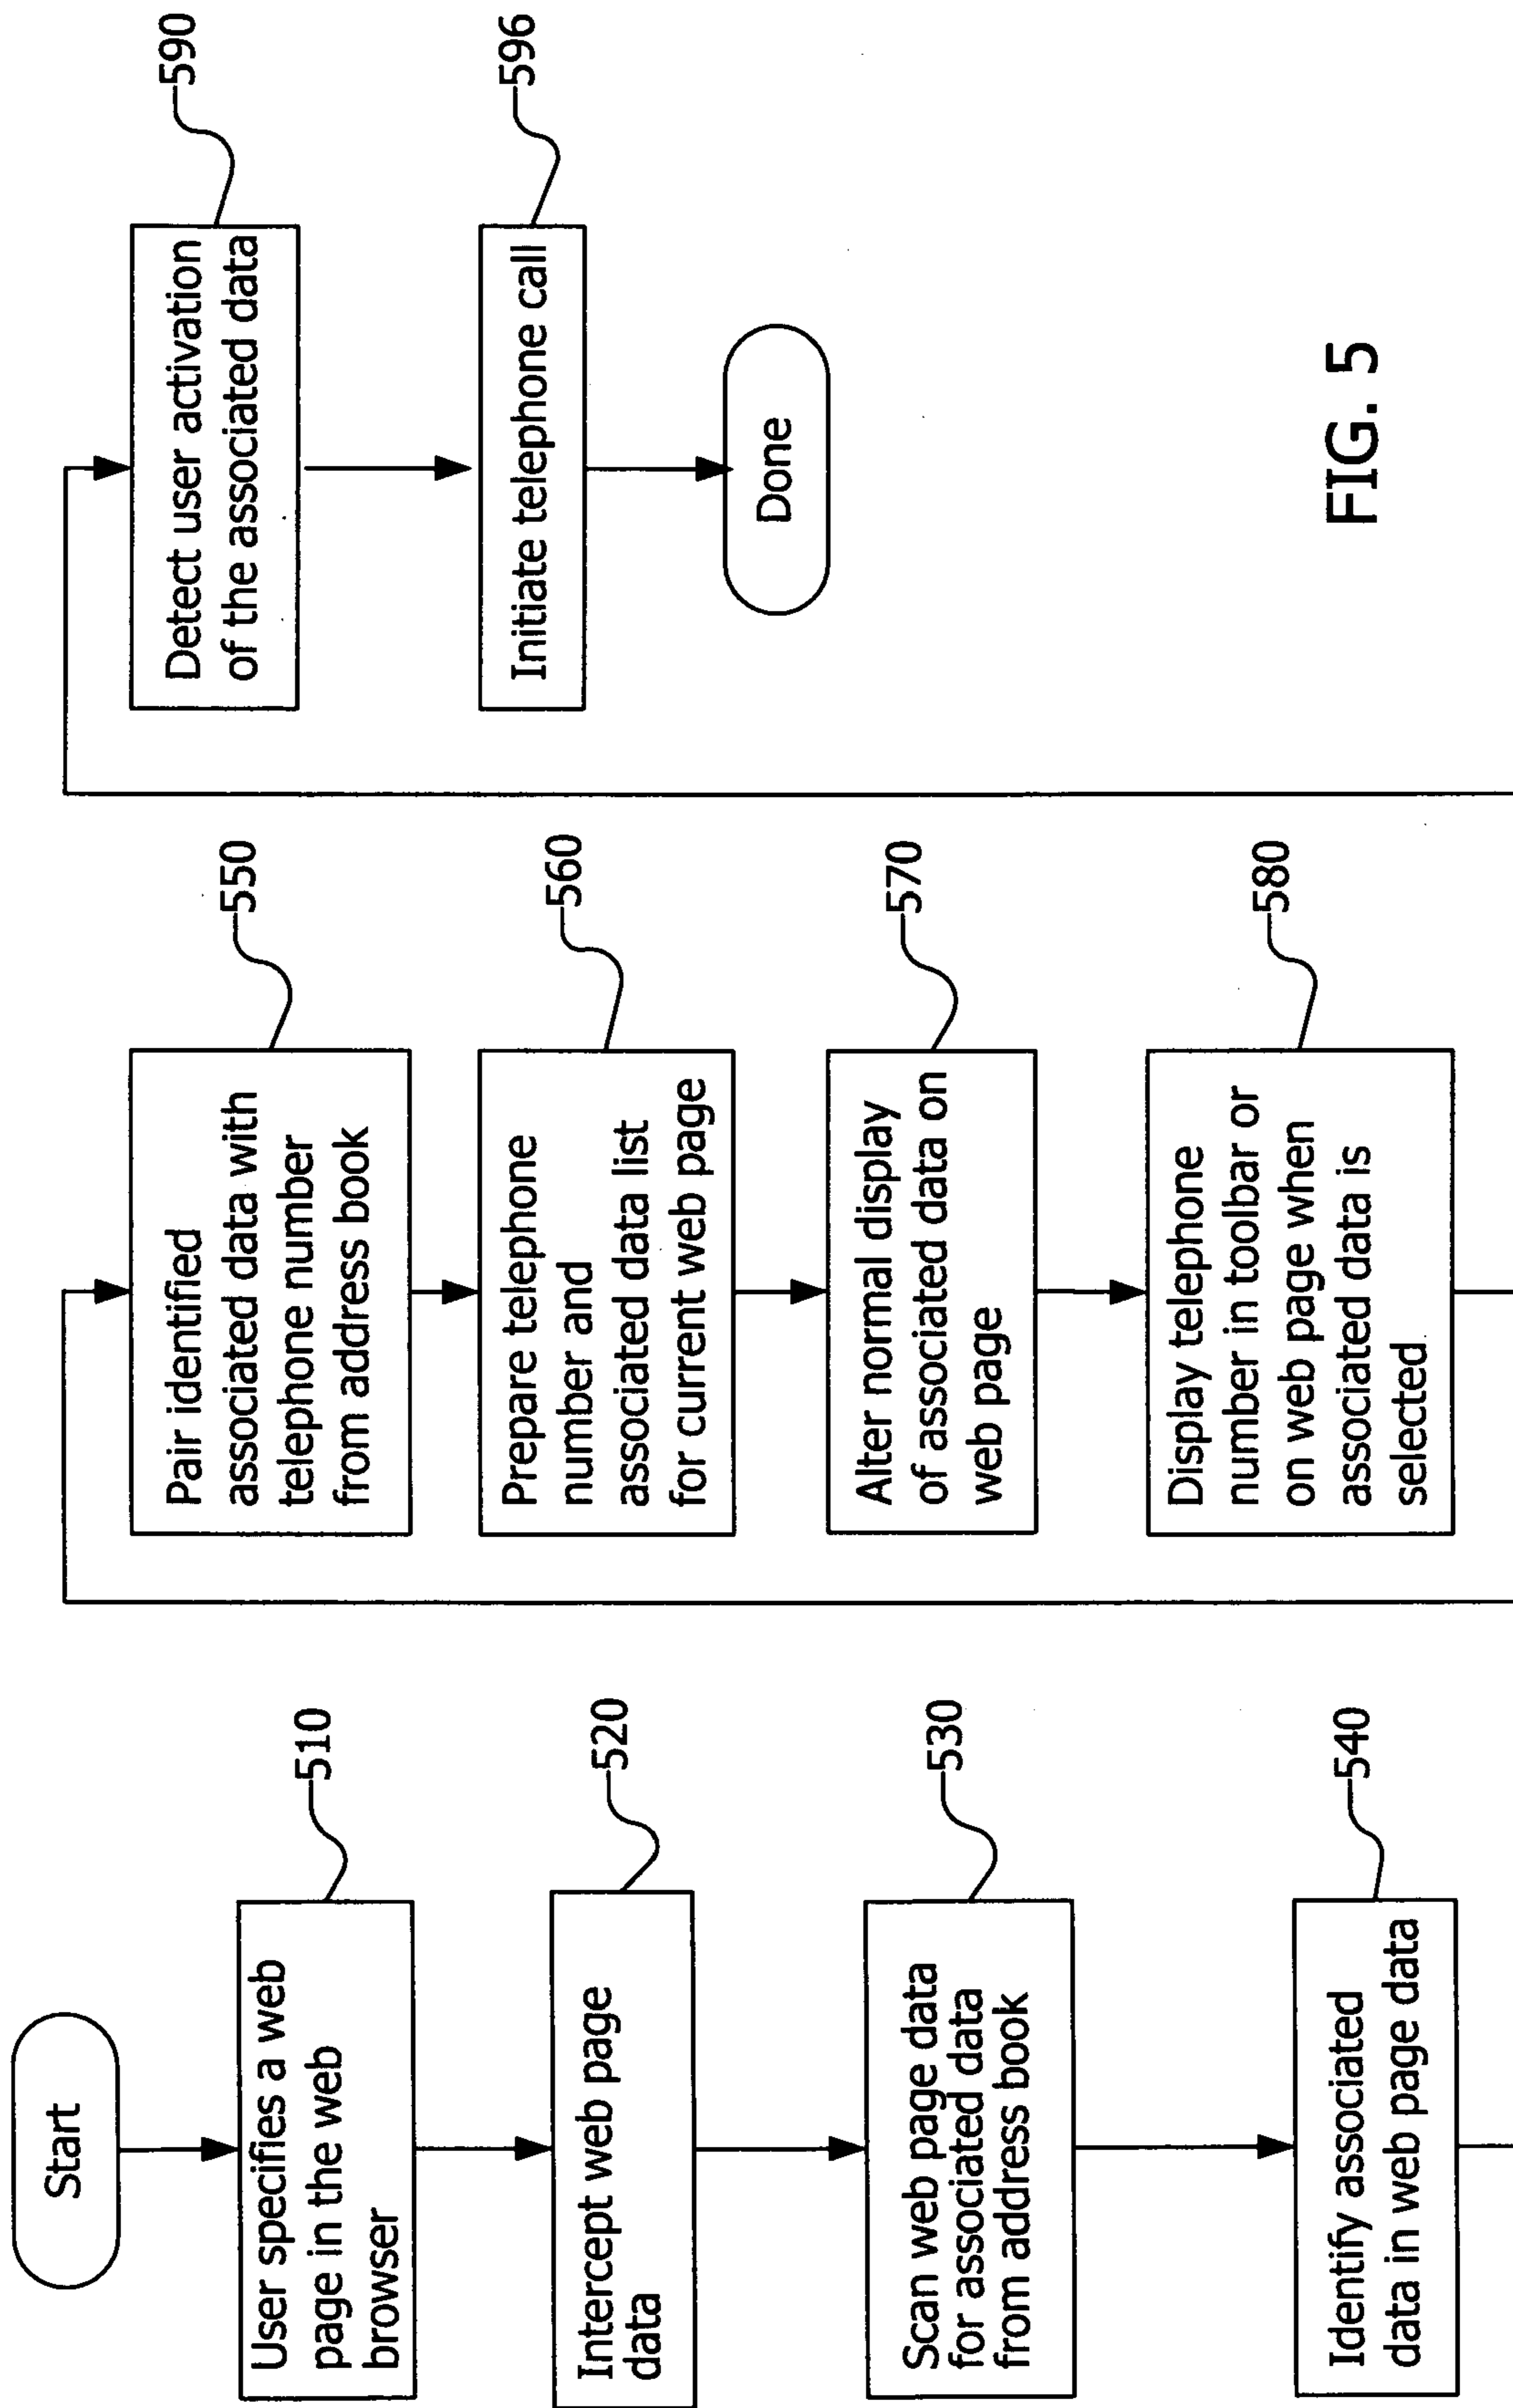 Start
User specifies a web
page in the web
browser
510
Intercept web page
data
520
Scan web page data
for associated data
from address book
530
Identify associated
data in web page data
540
Pair identified
associated data with
telephone number
from address book
550
Prepare telephone
number and
associated data list
for current web page
560
Alter normal display
of associated data on
web page
570
Display telephone
number in toolbar or
on web page when
associated data is
selected
580
Detect user activation
of the associated data
590
Initiate telephone call
596
Done
FIG. 5